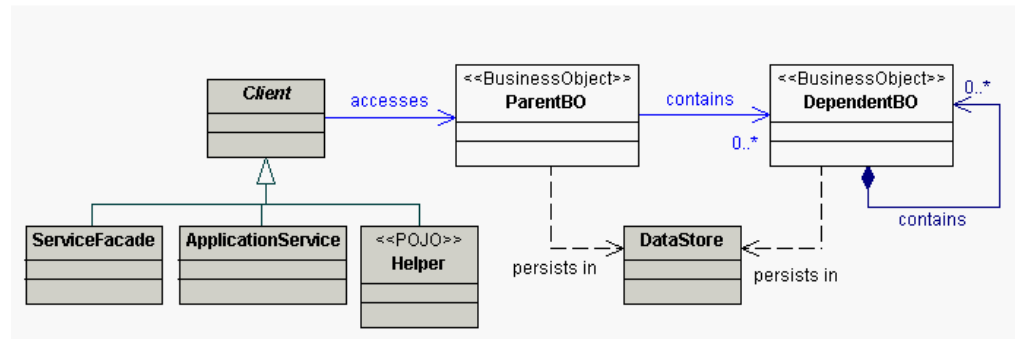 <<BusinessObject>>
ParentBO
<<BusinessObject>>
DependentBO
Client
accesses
contains
0..*
0..*
contains
ServiceFacade
ApplicationService
<<POJO>>
Helper
DataStore
persists in
persists in